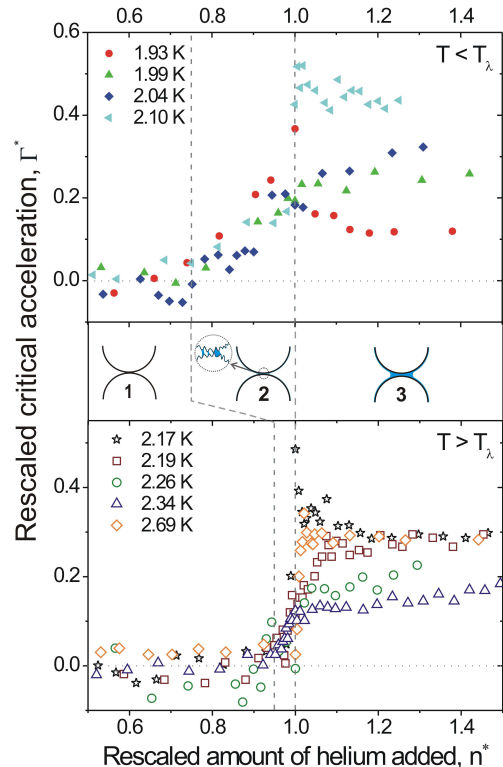 0.6 0.8 1.0 1.2 1.4
0.6
0.4
0.2
0.0
1.93 K
1.99 K
2.04 K
2.10 K
T < Tλ
Rescaled critical acceleration, Γ*
1
2
3
2.17 K
2.19 K
2.26 K
2.34 K
2.69 K
T > Tλ
0.4
0.2
0.0
0.6 0.8 1.0 1.2 1.4
Rescaled amount of helium added, n*